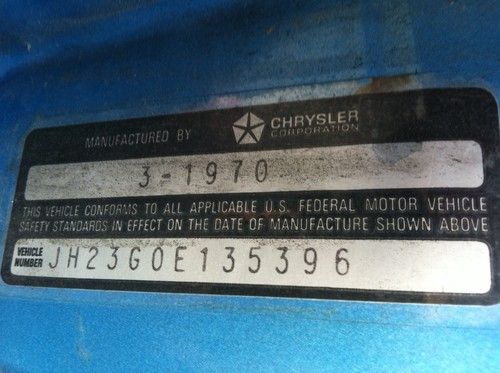 MANUFACTURED BY CHRYSLER CORPORATION
3-1970
THIS VEHICLE CONFORMS TO ALL APPLICABLE U.S. FEDERAL MOTOR VEHICLE
SAFETY STANDARDS IN EFFECT ON THE DATE OF MANUFACTURE SHOWN ABOVE
VEHICLE NUMBER JH23G0E135396